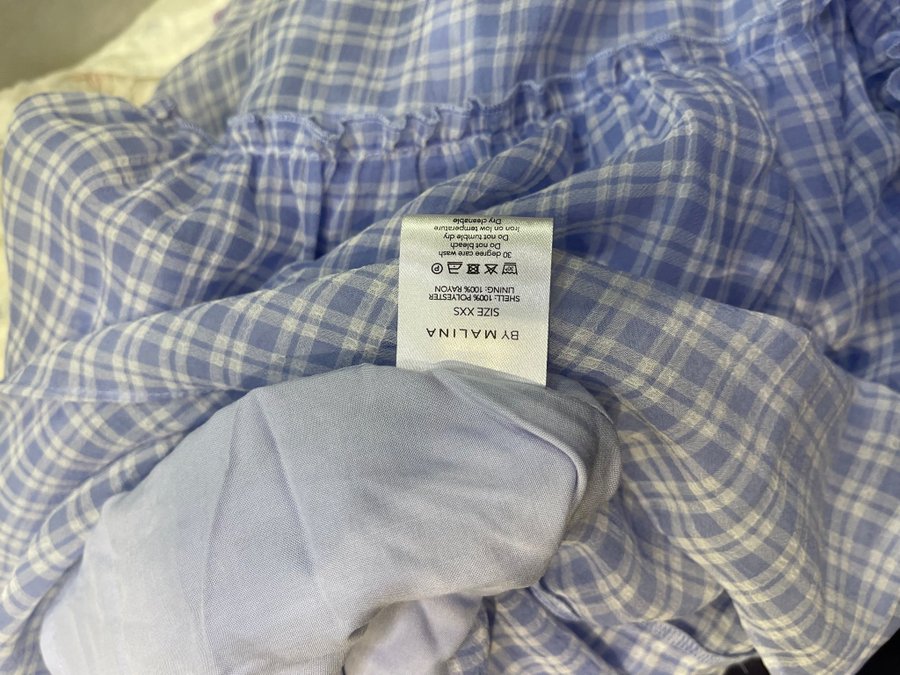 BY MALINA
SIZE XXS
SHELL: 100% POLYESTER
LINING: 100% RAYON
30 degree care wash
Do not bleach
Do not tumble dry
Iron on low temperature
Dry cleanable